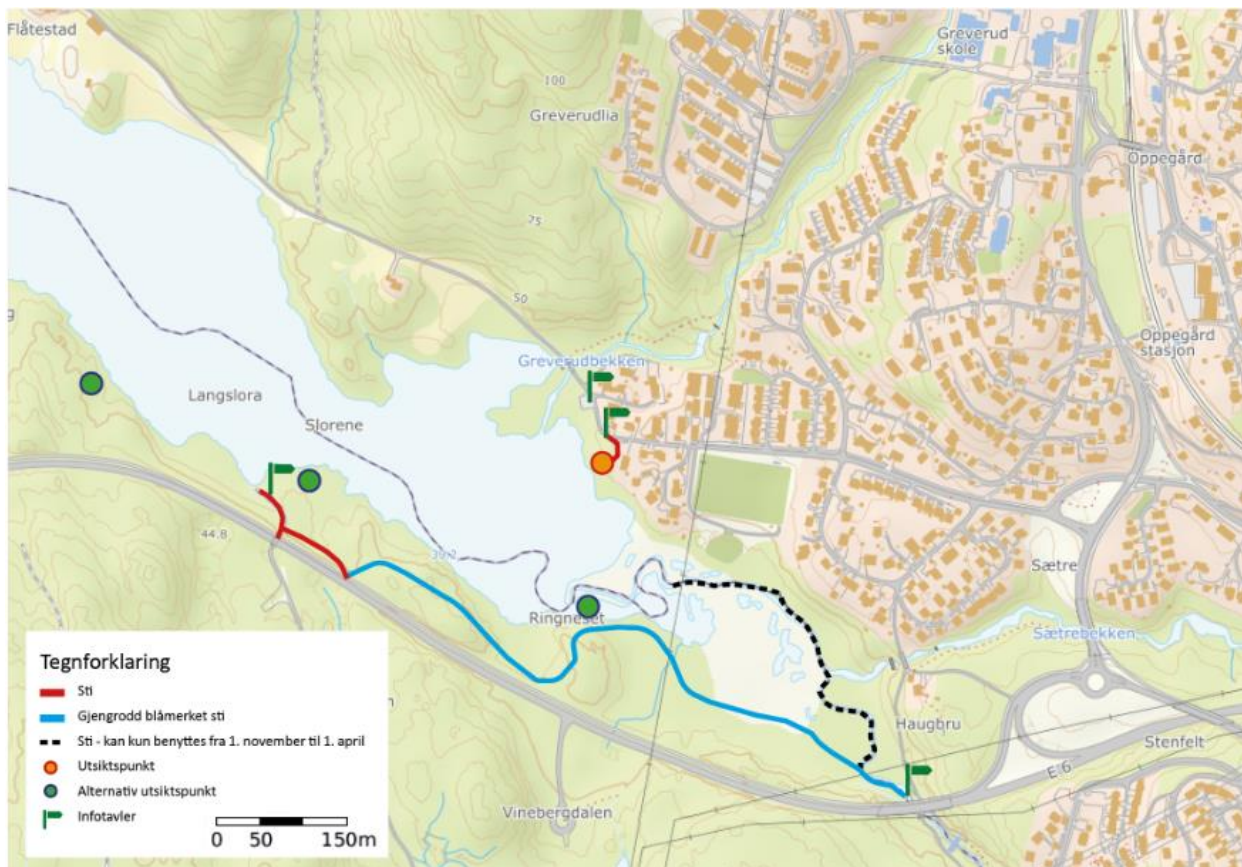 Flåtestad
Greverud
skole
100
Greverudlia
Oppegård
75
50
Oppegård
stasjon
Greverudbekken
g
Langslora
Slorene
44.8
39.2
Sætre
Ringneset
Sætrebekken
Haugbru
Stenfelt
E 6
Vinebergdalen
n
Tegnforklaring
Sti
Gjengrodd blåmerket sti
Sti - kan kun benyttes fra 1. november til 1. april
Utsiktspunkt
Alternativ utsiktspunkt
Infotavler
0 50 150m